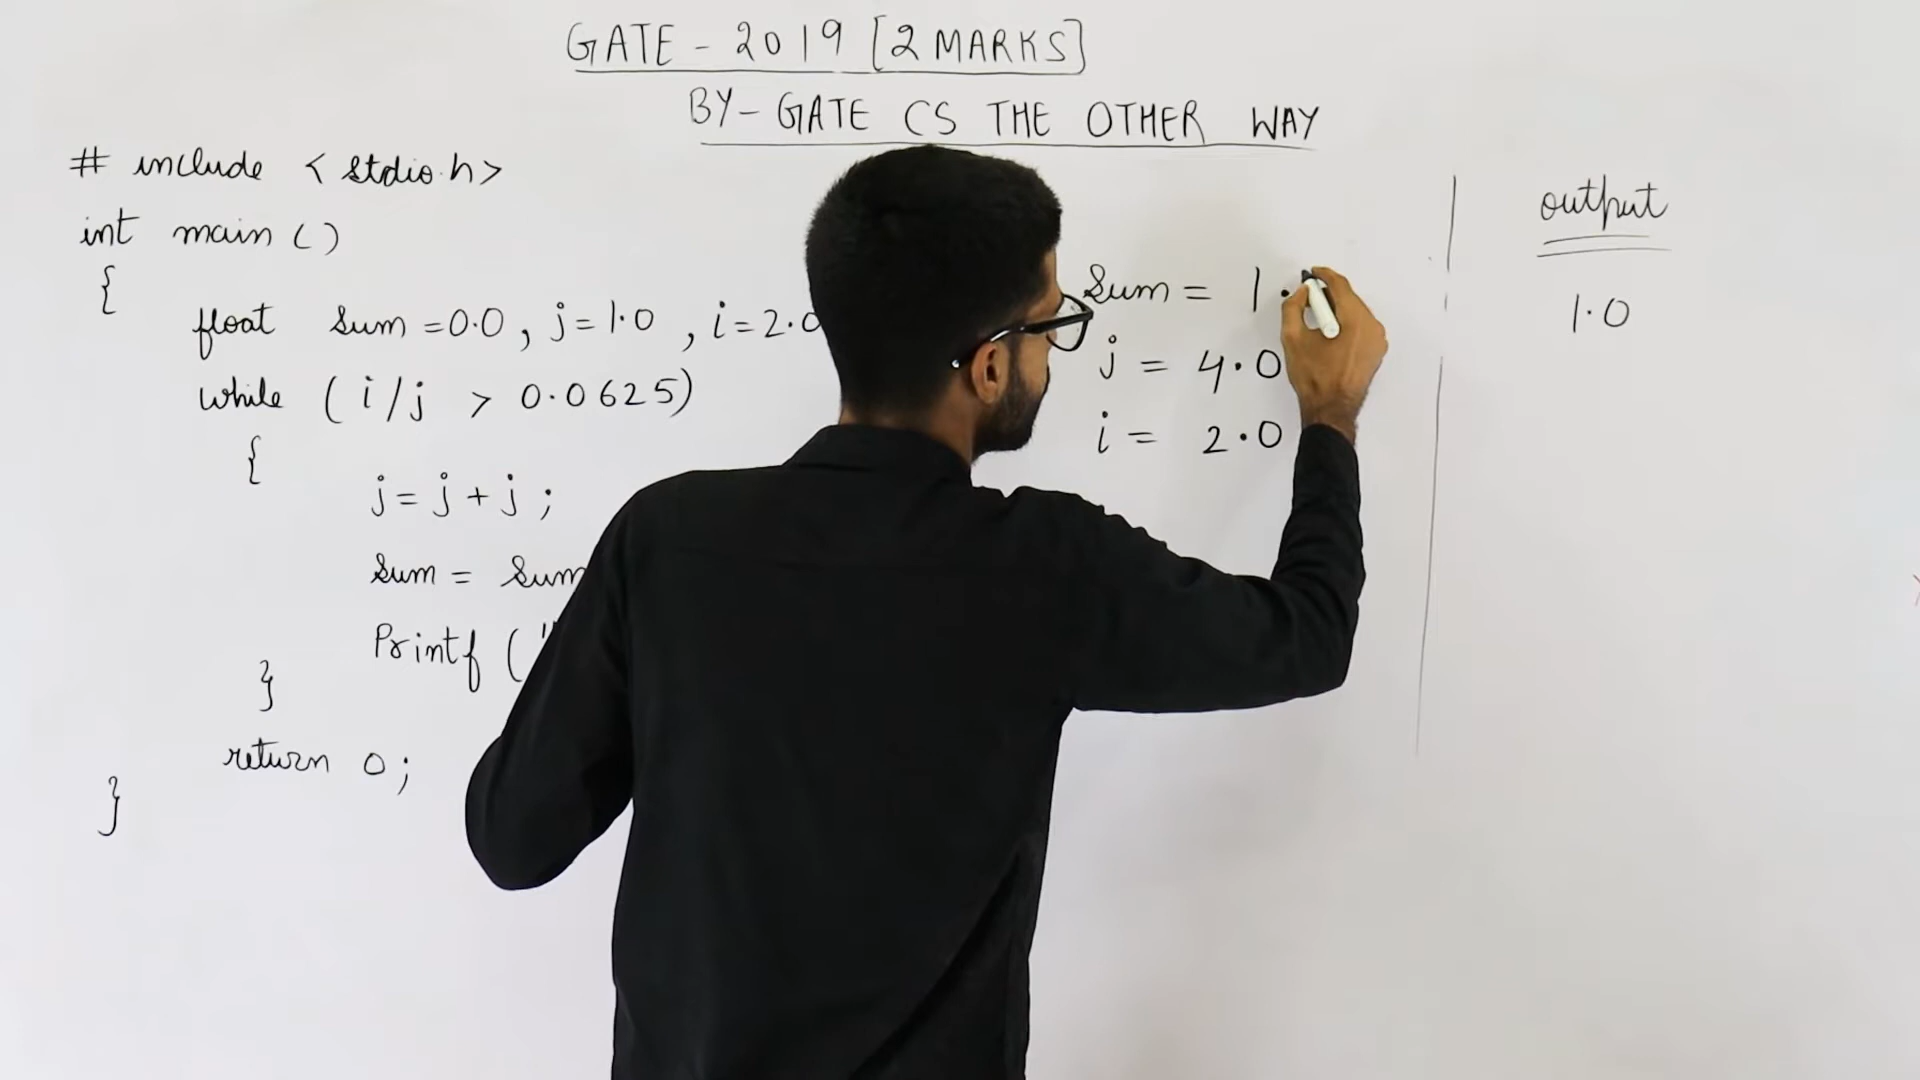 GATE - 2019 [2 MARKS]
BY - GATE CS THE OTHER WAY
# include < stdio.h>
int main ()
{
float sum = 0.0, j = 1.0, i = 2.0
while (i/j > 0.0625)
{
j = j + j ;
sum = sum
Printf ("
}
return 0 ;
}
Sum = 1.
j = 4.0
i = 2.0
output
1.0